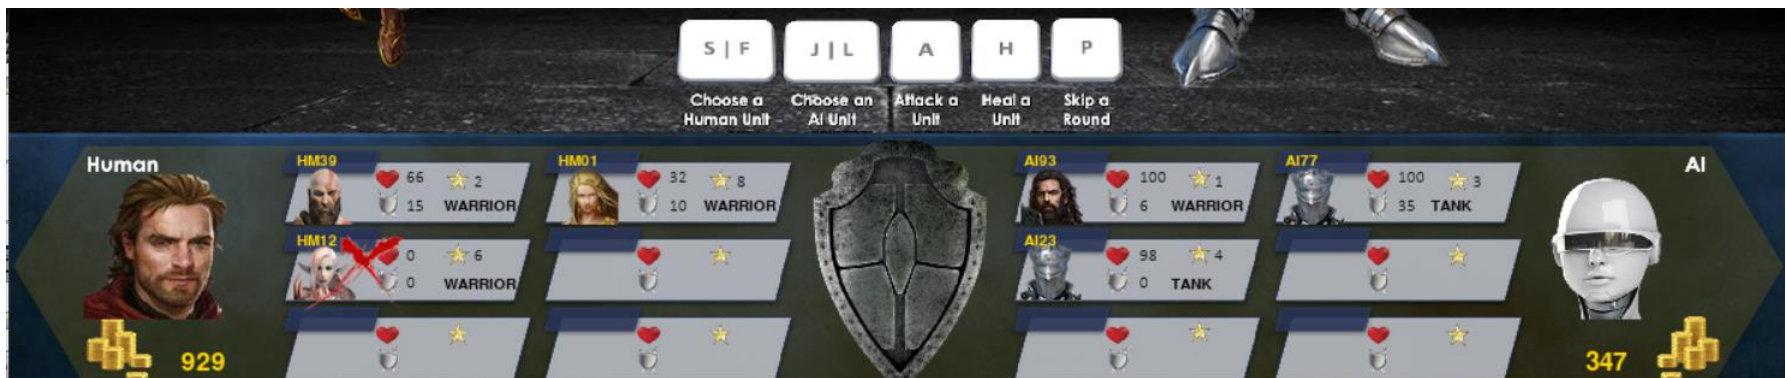 S | F
J | L
A
H
P
Choose a
Human Unit
Choose an
AI Unit
Attack a
Unit
Heal a
Unit
Skip a
Round
Human
929
HM39
66 2
15 WARRIOR
HM01
32 8
10 WARRIOR
HM12
0 6
0 WARRIOR
AI93
100 1
6 WARRIOR
AI77
100 3
35 TANK
AI23
98 4
0 TANK
AI
347